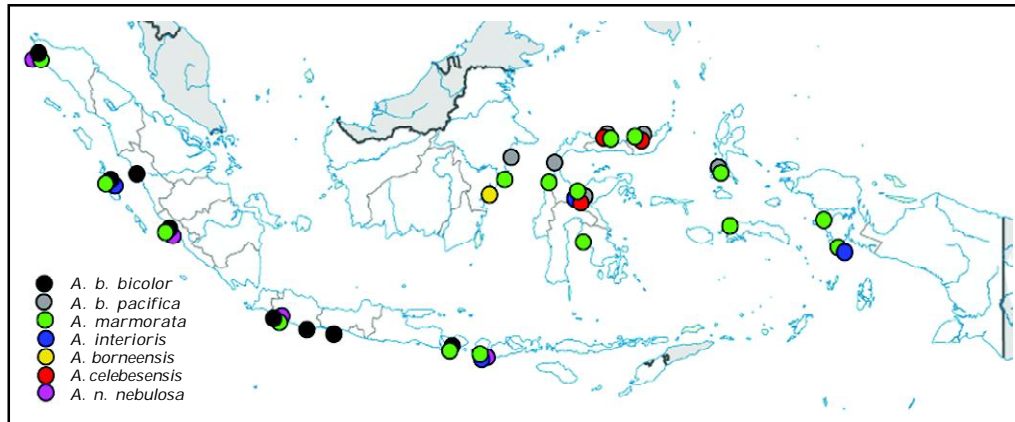 A. b. bicolor
A. b. pacifica
A. marmorata
A. interioris
A. borneensis
A. celebesensis
A. n. nebulosa